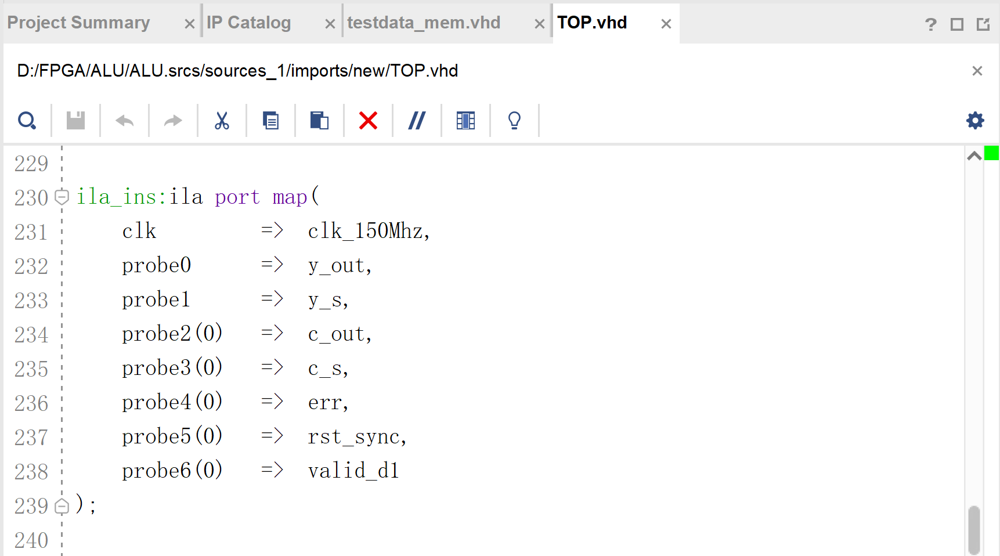 Project Summary × IP Catalog × testdata_mem.vhd × TOP.vhd × ?
D:/FPGA/ALU/ALU.srcs/sources_1/imports/new/TOP.vhd ×
//
229
230 ila_ins:ila port map(
231 clk => clk_150Mhz,
232 probe0 => y_out,
233 probe1 => y_s,
234 probe2(0) => c_out,
235 probe3(0) => c_s,
236 probe4(0) => err,
237 probe5(0) => rst_sync,
238 probe6(0) => valid_d1
239 );
240